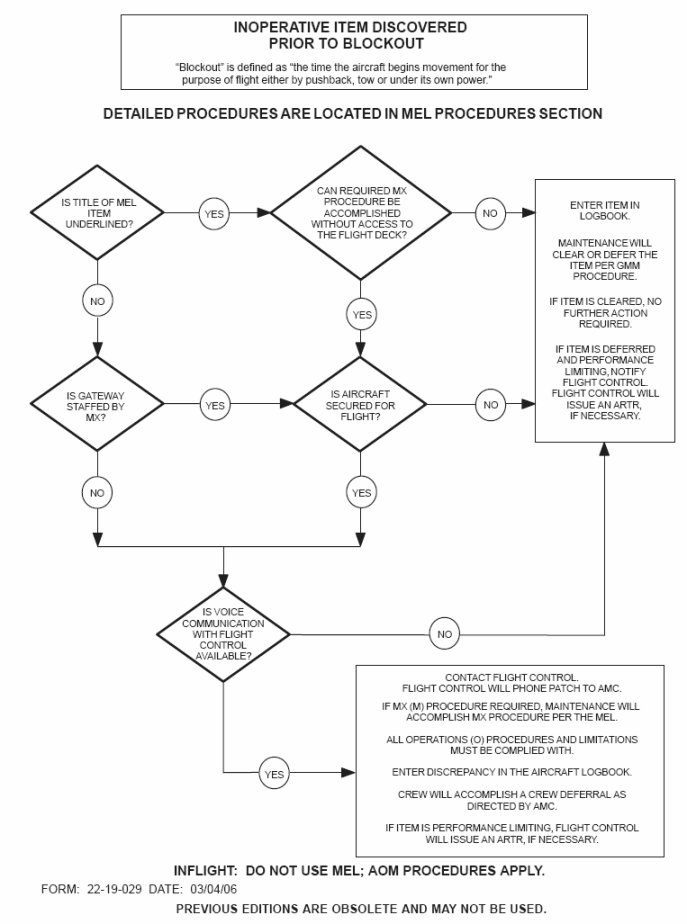 INOPERATIVE ITEM DISCOVERED
PRIOR TO BLOCKOUT
"Blockout" is defined as "the time the aircraft begins movement for the
purpose of flight either by pushback, tow or under its own power."
DETAILED PROCEDURES ARE LOCATED IN MEL PROCEDURES SECTION
IS TITLE OF MEL
ITEM
UNDERLINED?
YES
CAN REQUIRED MX
PROCEDURE BE
ACCOMPLISHED
WITHOUT ACCESS TO
THE FLIGHT DECK?
NO
ENTER ITEM IN
LOGBOOK.
MAINTENANCE WILL
CLEAR OR DEFER THE
ITEM PER GMM
PROCEDURE.
IF ITEM IS CLEARED, NO
FURTHER ACTION
REQUIRED.
IF ITEM IS DEFERRED
AND PERFORMANCE
LIMITING, NOTIFY
FLIGHT CONTROL.
FLIGHT CONTROL WILL
ISSUE AN ARTR,
IF NECESSARY.
NO
YES
IS GATEWAY
STAFFED BY
MX?
YES
IS AIRCRAFT
SECURED FOR
FLIGHT?
NO
NO
YES
IS VOICE
COMMUNICATION
WITH FLIGHT
CONTROL
AVAILABLE?
NO
YES
CONTACT FLIGHT CONTROL.
FLIGHT CONTROL WILL PHONE PATCH TO AMC.
IF MX (M) PROCEDURE REQUIRED, MAINTENANCE WILL
ACCOMPLISH MX PROCEDURE PER THE MEL.
ALL OPERATIONS (O) PROCEDURES AND LIMITATIONS
MUST BE COMPLIED WITH.
ENTER DISCREPANCY IN THE AIRCRAFT LOGBOOK.
CREW WILL ACCOMPLISH A CREW DEFERRAL AS
DIRECTED BY AMC.
IF ITEM IS PERFORMANCE LIMITING, FLIGHT CONTROL
WILL ISSUE AN ARTR, IF NECESSARY.
INFLIGHT: DO NOT USE MEL; AOM PROCEDURES APPLY.
FORM: 22-19-029 DATE: 03/04/06
PREVIOUS EDITIONS ARE OBSOLETE AND MAY NOT BE USED.